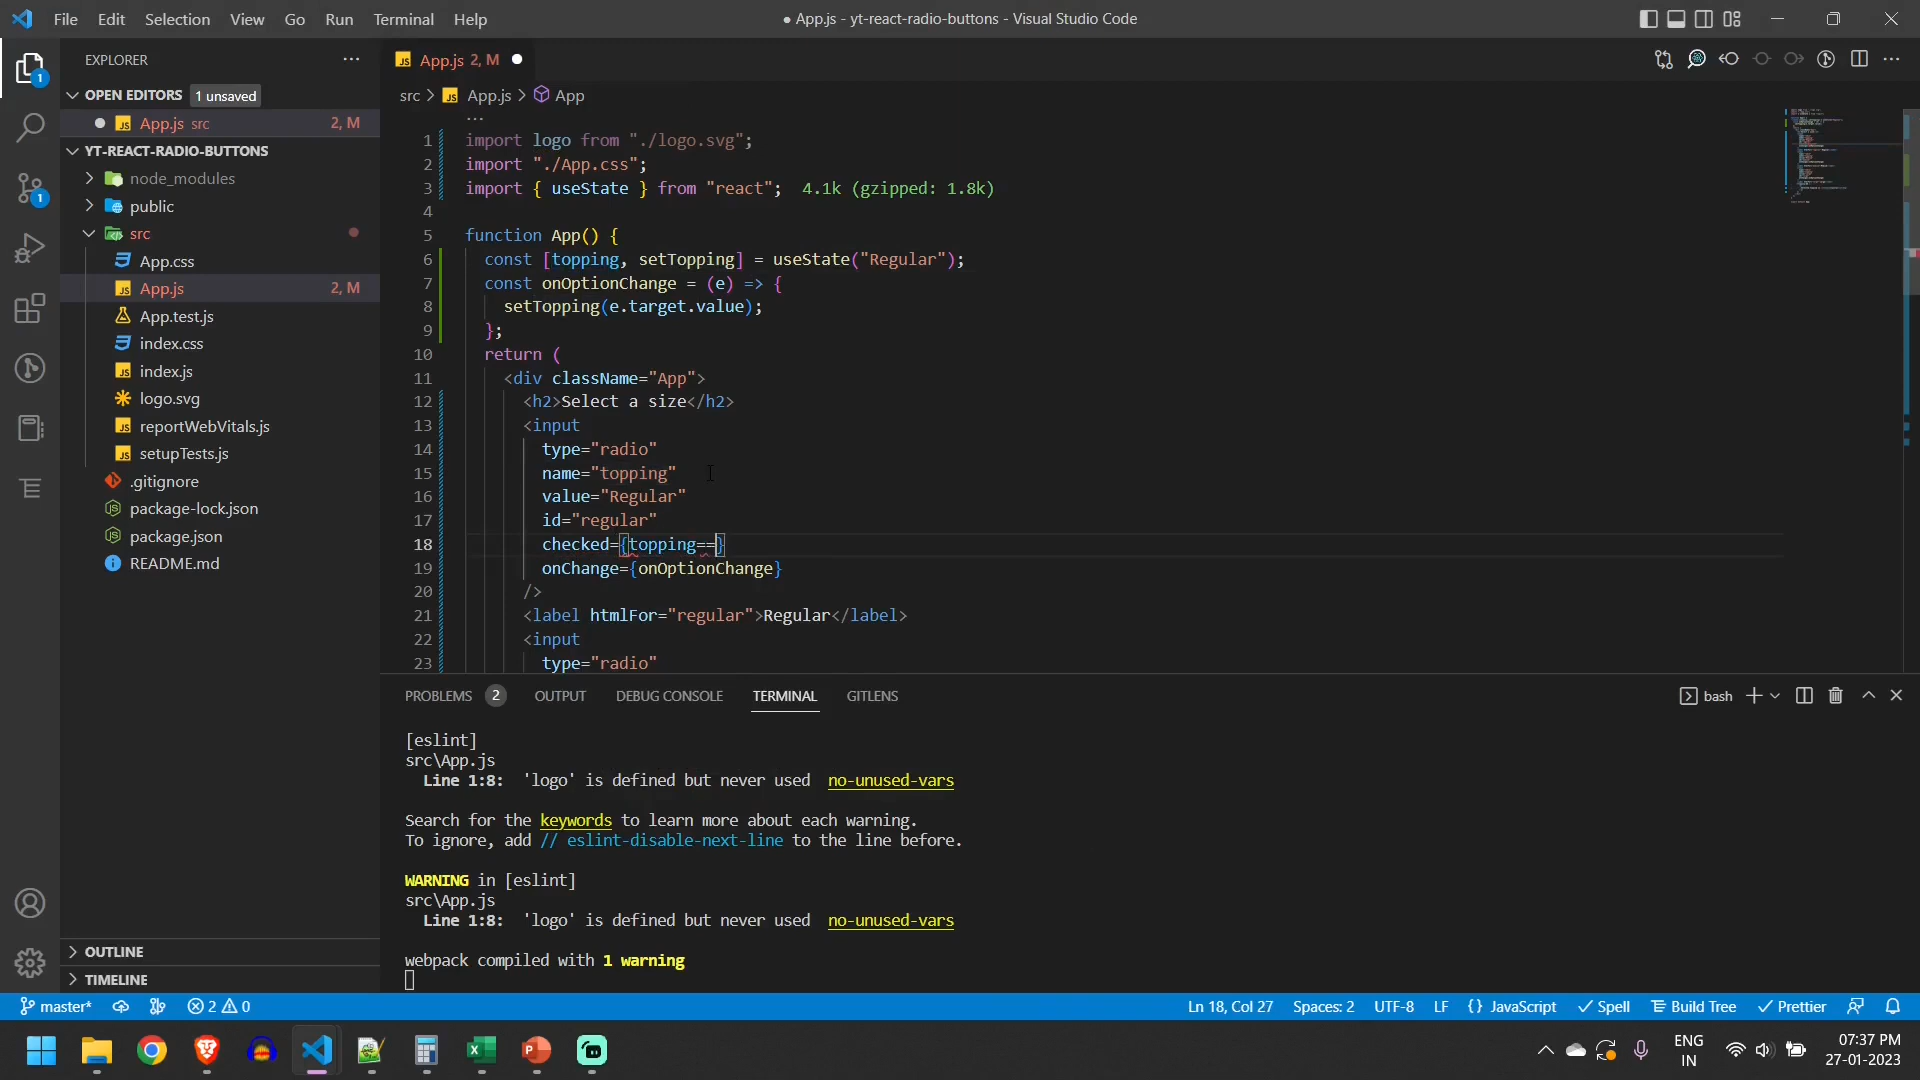 File Edit Selection View Go Run Terminal Help
● App.js - yt-react-radio-buttons - Visual Studio Code
EXPLORER
OPEN EDITORS 1 unsaved
App.js src 2, M
YT-REACT-RADIO-BUTTONS
node_modules
public
src
App.css
App.js 2, M
App.test.js
index.css
index.js
logo.svg
reportWebVitals.js
setupTests.js
.gitignore
package-lock.json
package.json
README.md
OUTLINE
TIMELINE
App.js 2, M
src > App.js > App
1 import logo from "./logo.svg";
2 import "./App.css";
3 import { useState } from "react"; 4.1k (gzipped: 1.8k)
4
5 function App() {
6 const [topping, setTopping] = useState("Regular");
7 const onOptionChange = (e) => {
8 setTopping(e.target.value);
9 };
10 return (
11 <div className="App">
12 <h2>Select a size</h2>
13 <input
14 type="radio"
15 name="topping"
16 value="Regular"
17 id="regular"
18 checked={topping==}
19 onChange={onOptionChange}
20 />
21 <label htmlFor="regular">Regular</label>
22 <input
23 type="radio"
PROBLEMS 2 OUTPUT DEBUG CONSOLE TERMINAL GITLENS
bash
[eslint]
src\App.js
Line 1:8: 'logo' is defined but never used no-unused-vars
Search for the keywords to learn more about each warning.
To ignore, add // eslint-disable-next-line to the line before.
WARNING in [eslint]
src\App.js
Line 1:8: 'logo' is defined but never used no-unused-vars
webpack compiled with 1 warning
master* 2 0
Ln 18, Col 27 Spaces: 2 UTF-8 LF {} JavaScript Spell Build Tree Prettier
ENG
IN
07:37 PM
27-01-2023